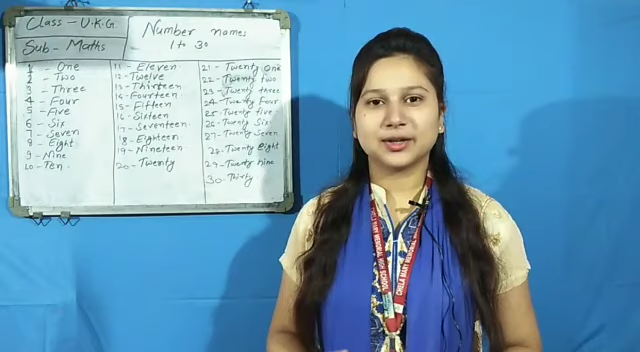 Class - U.K.G.
Sub - Maths
Number names
1 to 30
1 - One
2 - Two
3 - Three
4 - Four
5 - Five
6 - Six
7 - Seven
8 - Eight
9 - Nine
10 - Ten
11 - Eleven
12 - Twelve
13 - Thirteen
14 - Fourteen
15 - Fifteen
16 - Sixteen
17 - Seventeen
18 - Eighteen
19 - Nineteen
20 - Twenty
21 - Twenty One
22 - Twenty two
23 - Twenty three
24 - Twenty Four
25 - Twenty five
26 - Twenty Six
27 - Twenty Seven
28 - Twenty Eight
29 - Twenty nine
30 - Thirty